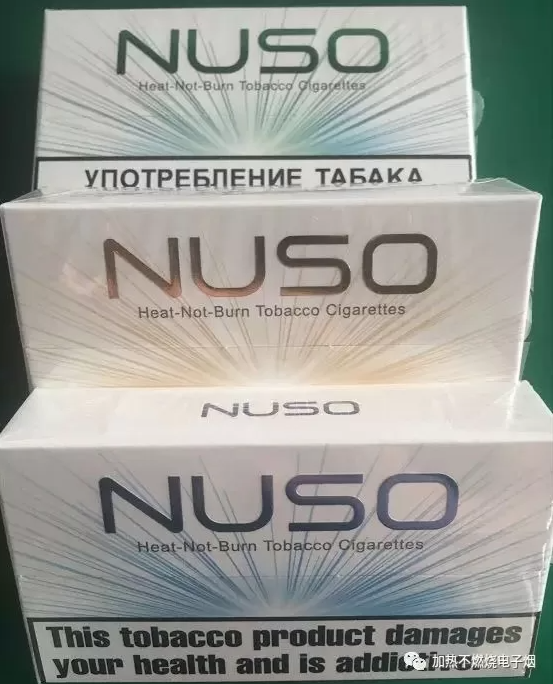 NUSO
Heat-Not-Burn Tobacco Cigarettes
УПОТРЕБЛЕНИЕ ТАБАКА
NUSO
Heat-Not-Burn Tobacco Cigarettes
NUSO
NUSO
Heat-Not-Burn Tobacco Cigarettes
This tobacco product damages
your health and is
加热不燃烧电子烟